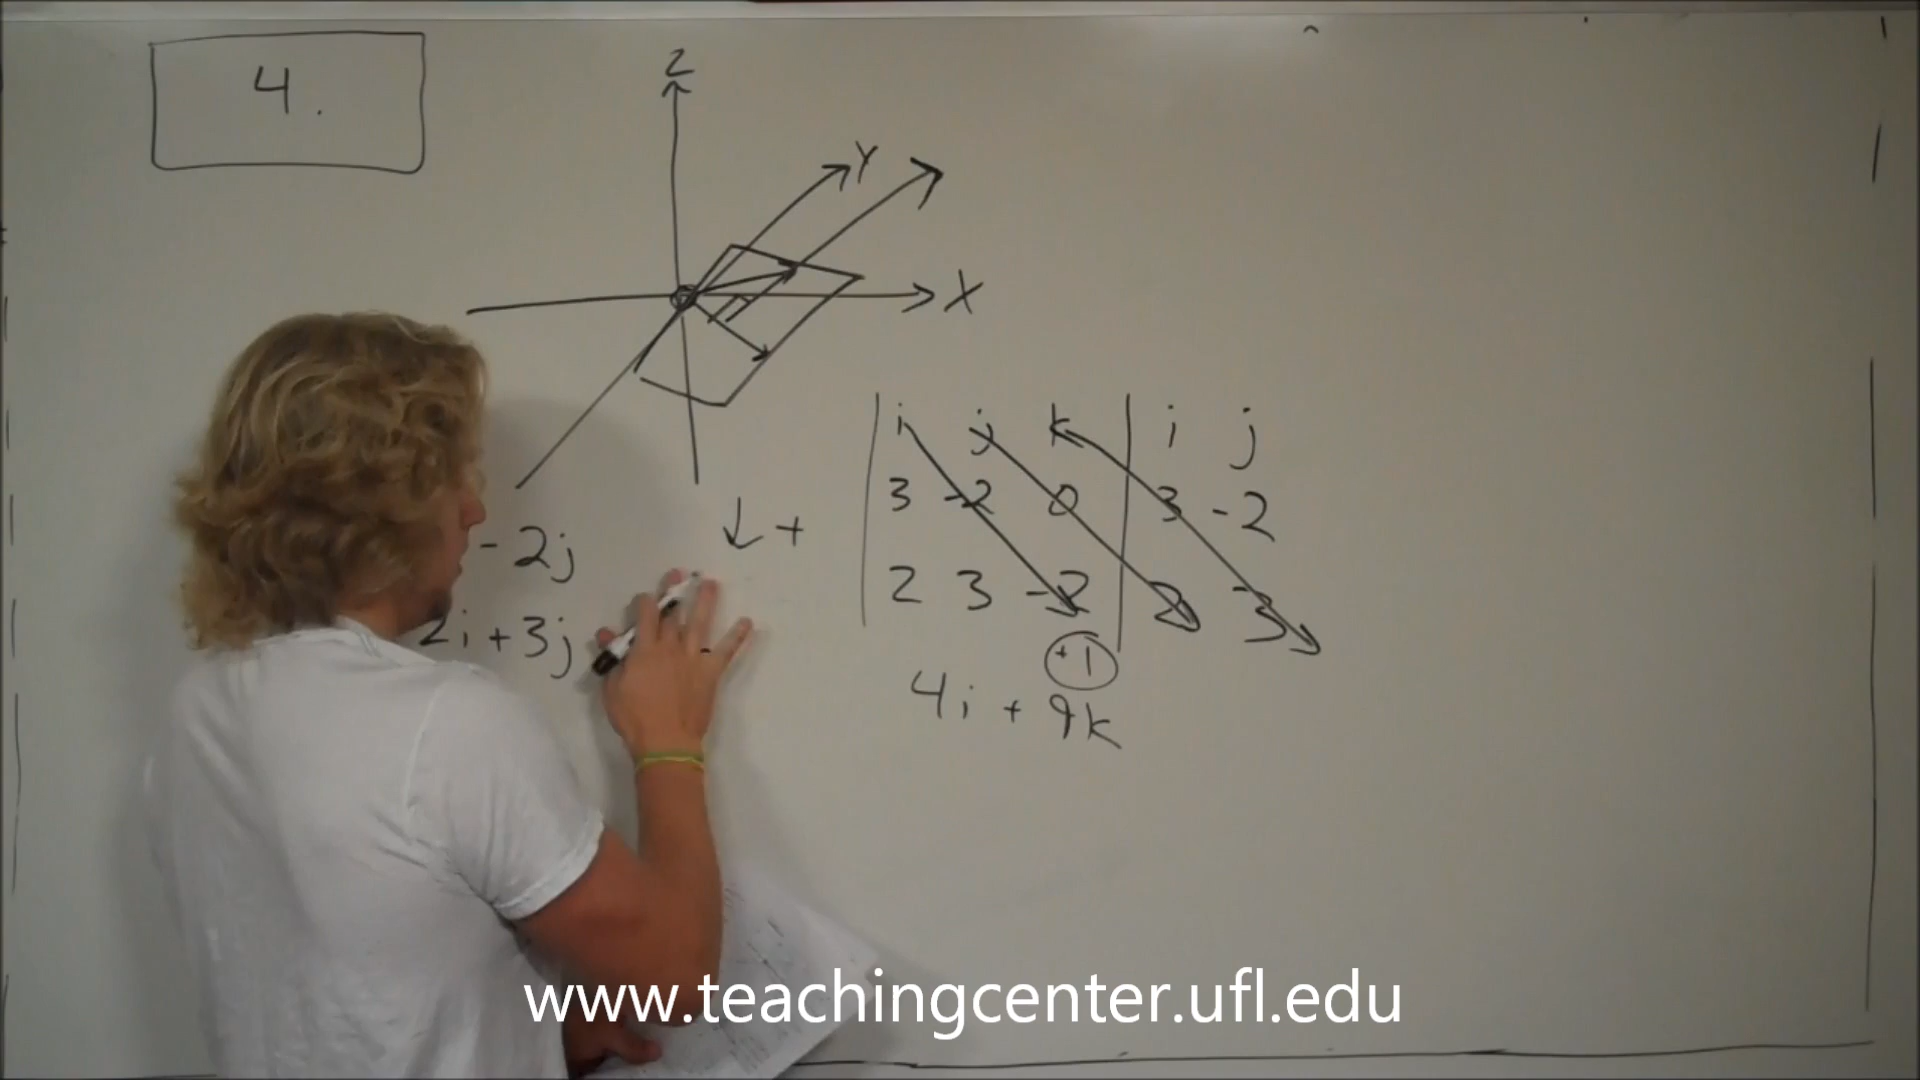 4.
Z
Y
X
i j k i j
3 -2 0 3 -2
2 3 -2 2 3
-2j
2i + 3j
↓ +
+1
4i + 9k
www.teachingcenter.ufl.edu